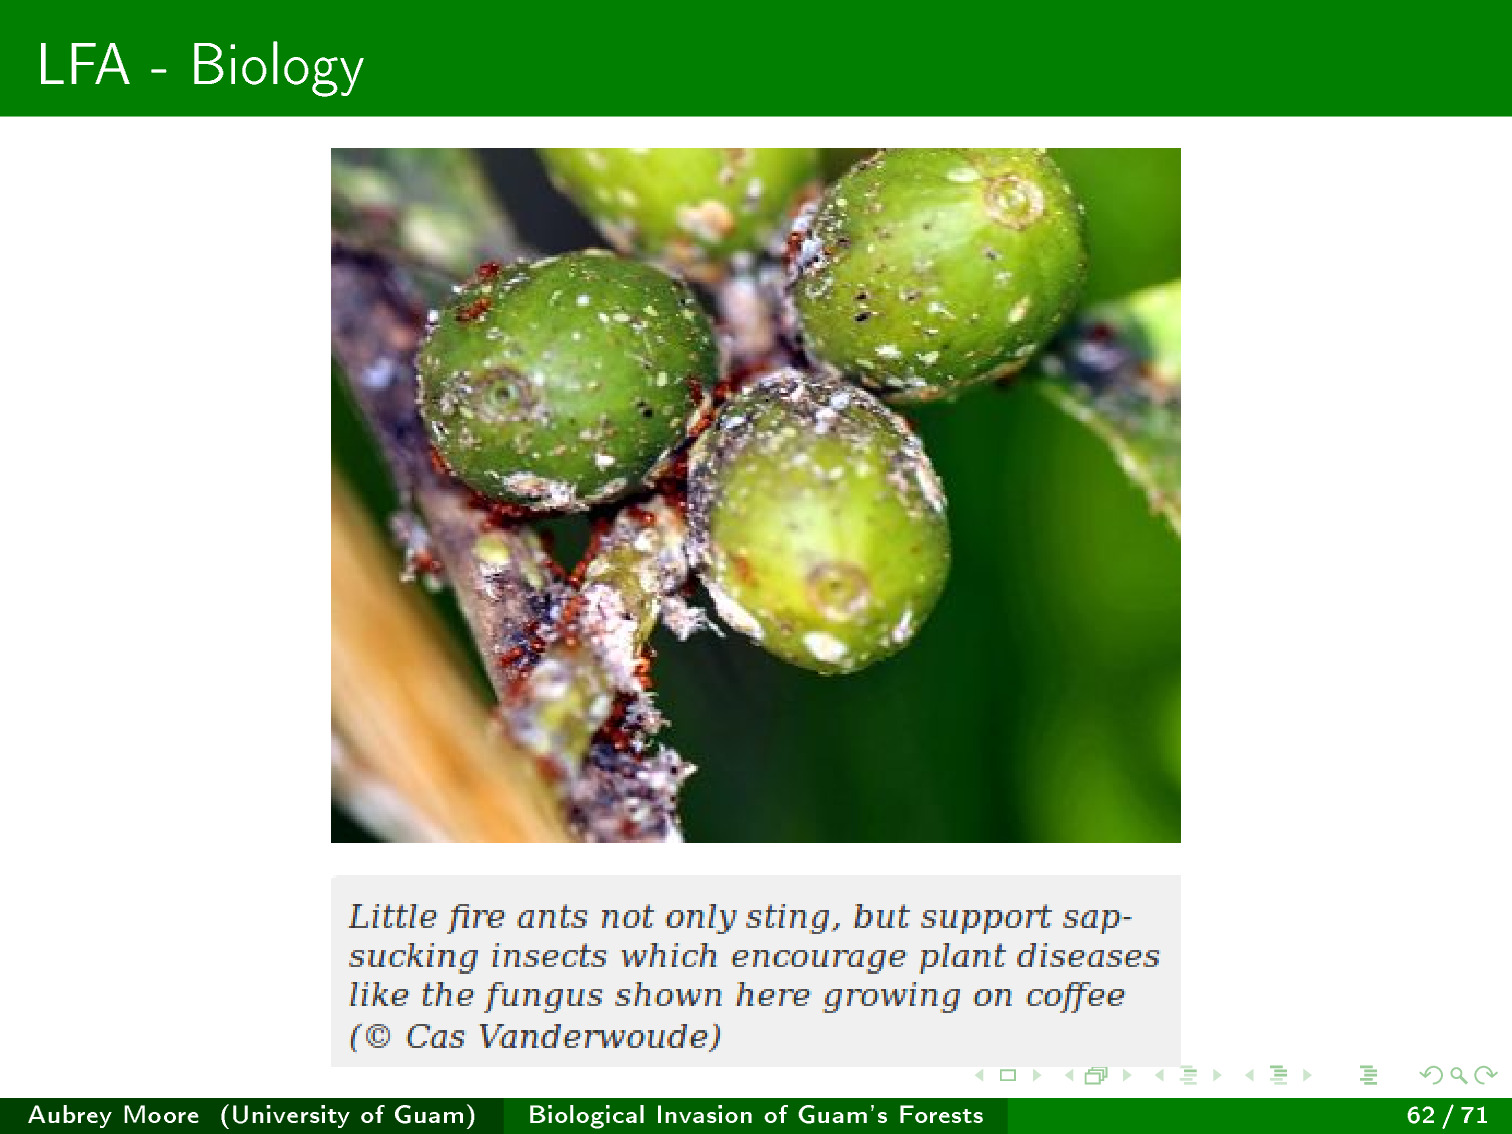 LFA - Biology
Little fire ants not only sting, but support sap-
sucking insects which encourage plant diseases
like the fungus shown here growing on coffee
(© Cas Vanderwoude)
Aubrey Moore (University of Guam) Biological Invasion of Guam's Forests 62 / 71